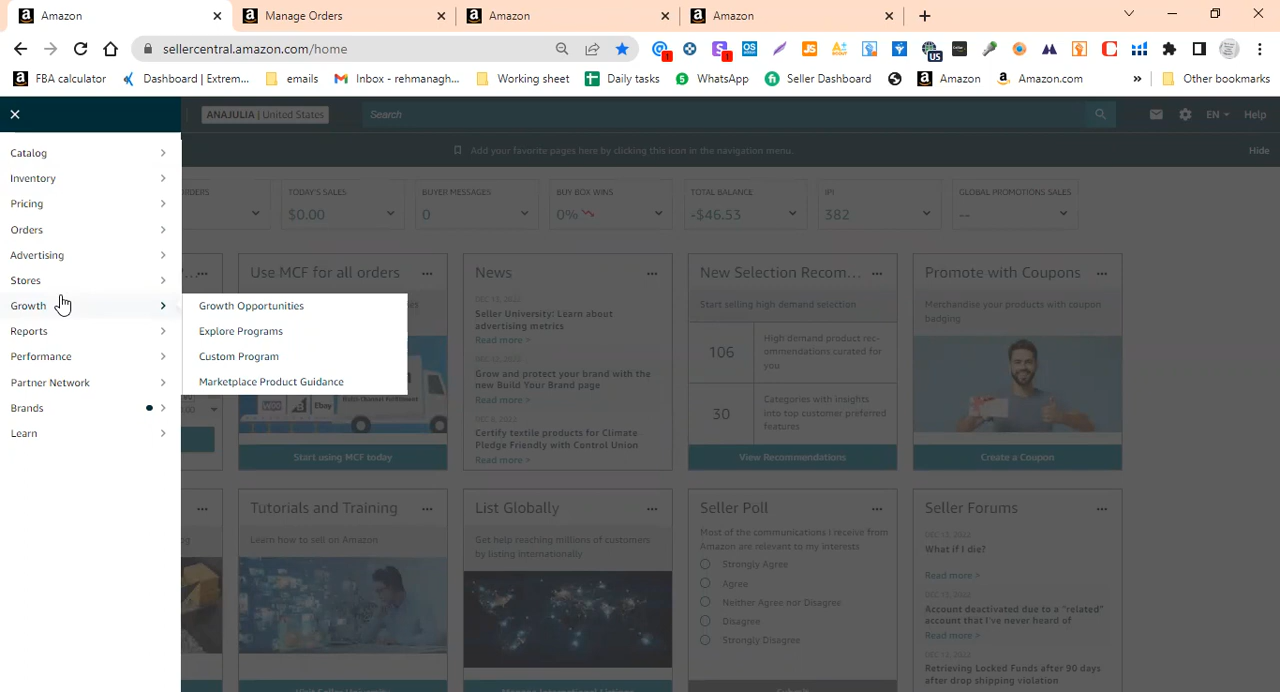 Amazon
Manage Orders
Amazon
Amazon
sellercentral.amazon.com/home
FBA calculator
Dashboard | Extrem...
emails
Inbox - rehmanagh...
Working sheet
Daily tasks
WhatsApp
Seller Dashboard
Amazon
Amazon.com
»
Other bookmarks
ANAJULIA | United States
Search
EN
Help
Add your favorite pages here by clicking this icon in the navigation menu.
Hide
Catalog
Inventory
Pricing
Orders
Advertising
Stores
Growth
Reports
Performance
Partner Network
Brands
Learn
Growth Opportunities
Explore Programs
Custom Program
Marketplace Product Guidance
TODAY'S SALES
$0.00
BUYER MESSAGES
0
BUY BOX WINS
0%
TOTAL BALANCE
-$46.53
IPI
382
GLOBAL PROMOTIONS SALES
--
Use MCF for all orders
Start using MCF today
News
DEC 13, 2022
Seller University: Learn about
advertising metrics
Read more >
Grow and protect your brand with the
new Build Your Brand page
Read more >
DEC 8, 2022
Certify textile products for Climate
Pledge Friendly with Control Union
Read more >
New Selection Recom...
Start selling high demand selection
106
High demand product rec-
ommendations curated for
you
30
Categories with insights
into top customer preferred
features
View Recommendations
Promote with Coupons
Merchandise your products with coupon
badging
Create a Coupon
Tutorials and Training
Learn how to sell on Amazon
List Globally
Get help reaching millions of customers
by listing internationally
Seller Poll
Most of the communications I receive from
Amazon are relevant to my interests
Strongly Agree
Agree
Neither Agree nor Disagree
Disagree
Strongly Disagree
Submit
Seller Forums
DEC 15, 2022
What if I die?
Read more >
Account deactivated due to a "related"
account that I've never heard of
Read more >
Retrieving Locked Funds after 90 days
after drop shipping violation